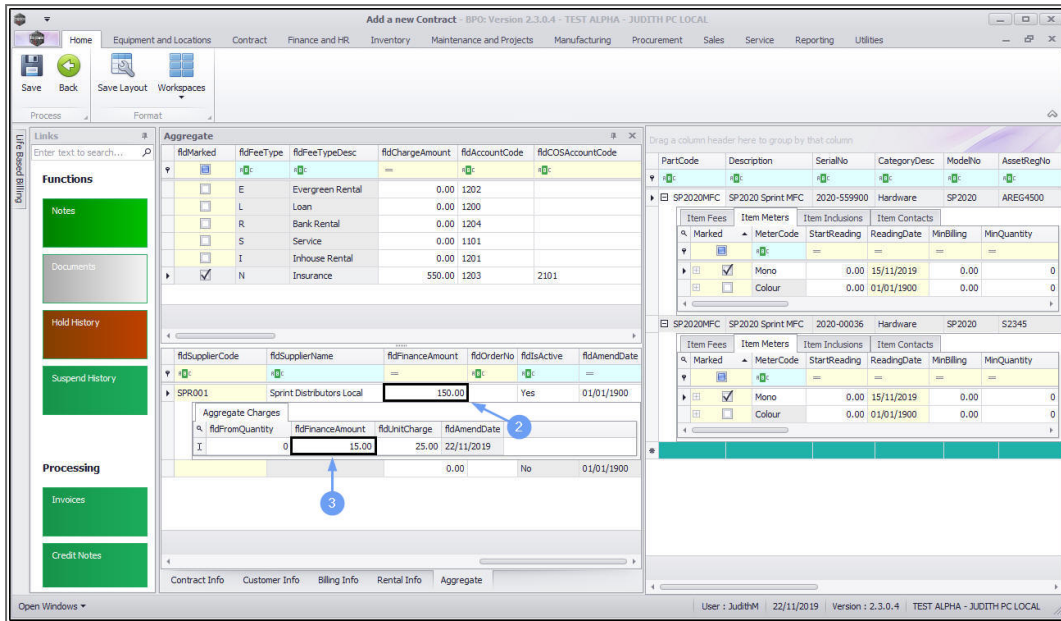 Add a new Contract - BPO: Version 2.3.0.4 - TEST ALPHA - JUDITH PC LOCAL
Home Equipment and Locations Contract Finance and HR Inventory Maintenance and Projects Manufacturing Procurement Sales Service Reporting Utilities
Save Back Save Layout Workspaces
Process Format
Life Based Billing
Links
Enter text to search...
Functions
Notes
Documents
Hold History
Suspend History
Processing
Invoices
Credit Notes
Aggregate
fldMarked fldFeeType fldFeeTypeDesc fldChargeAmount fldAccountCode fldCOSAccountCode
=
E Evergreen Rental 0.00 1202
L Loan 0.00 1200
R Bank Rental 0.00 1204
S Service 0.00 1101
I Inhouse Rental 0.00 1201
N Insurance 550.00 1203 2101
fldSupplierCode fldSupplierName fldFinanceAmount fldOrderNo fldIsActive fldAmendDate
= =
SPR001 Sprint Distributors Local 150.00 Yes 01/01/1900
Aggregate Charges
2
fldFromQuantity fldFinanceAmount fldUnitCharge fldAmendDate
0 15.00 25.00 22/11/2019
0.00 No 01/01/1900
3
Contract Info Customer Info Billing Info Rental Info Aggregate
Drag a column header here to group by that column
PartCode Description SerialNo CategoryDesc ModelNo AssetRegNo
SP2020MFC SP2020 Sprint MFC 2020-559900 Hardware SP2020 AREG4500
Item Fees Item Meters Item Inclusions Item Contacts
Marked MeterCode StartReading ReadingDate MinBilling MinQuantity
= = = =
Mono 0.00 15/11/2019 0.00 0
Colour 0.00 01/01/1900 0.00 0
SP2020MFC SP2020 Sprint MFC 2020-00036 Hardware SP2020 S2345
Item Fees Item Meters Item Inclusions Item Contacts
Marked MeterCode StartReading ReadingDate MinBilling MinQuantity
= = = =
Mono 0.00 15/11/2019 0.00 0
Colour 0.00 01/01/1900 0.00 0
Open Windows User : JudithM 22/11/2019 Version : 2.3.0.4 TEST ALPHA - JUDITH PC LOCAL